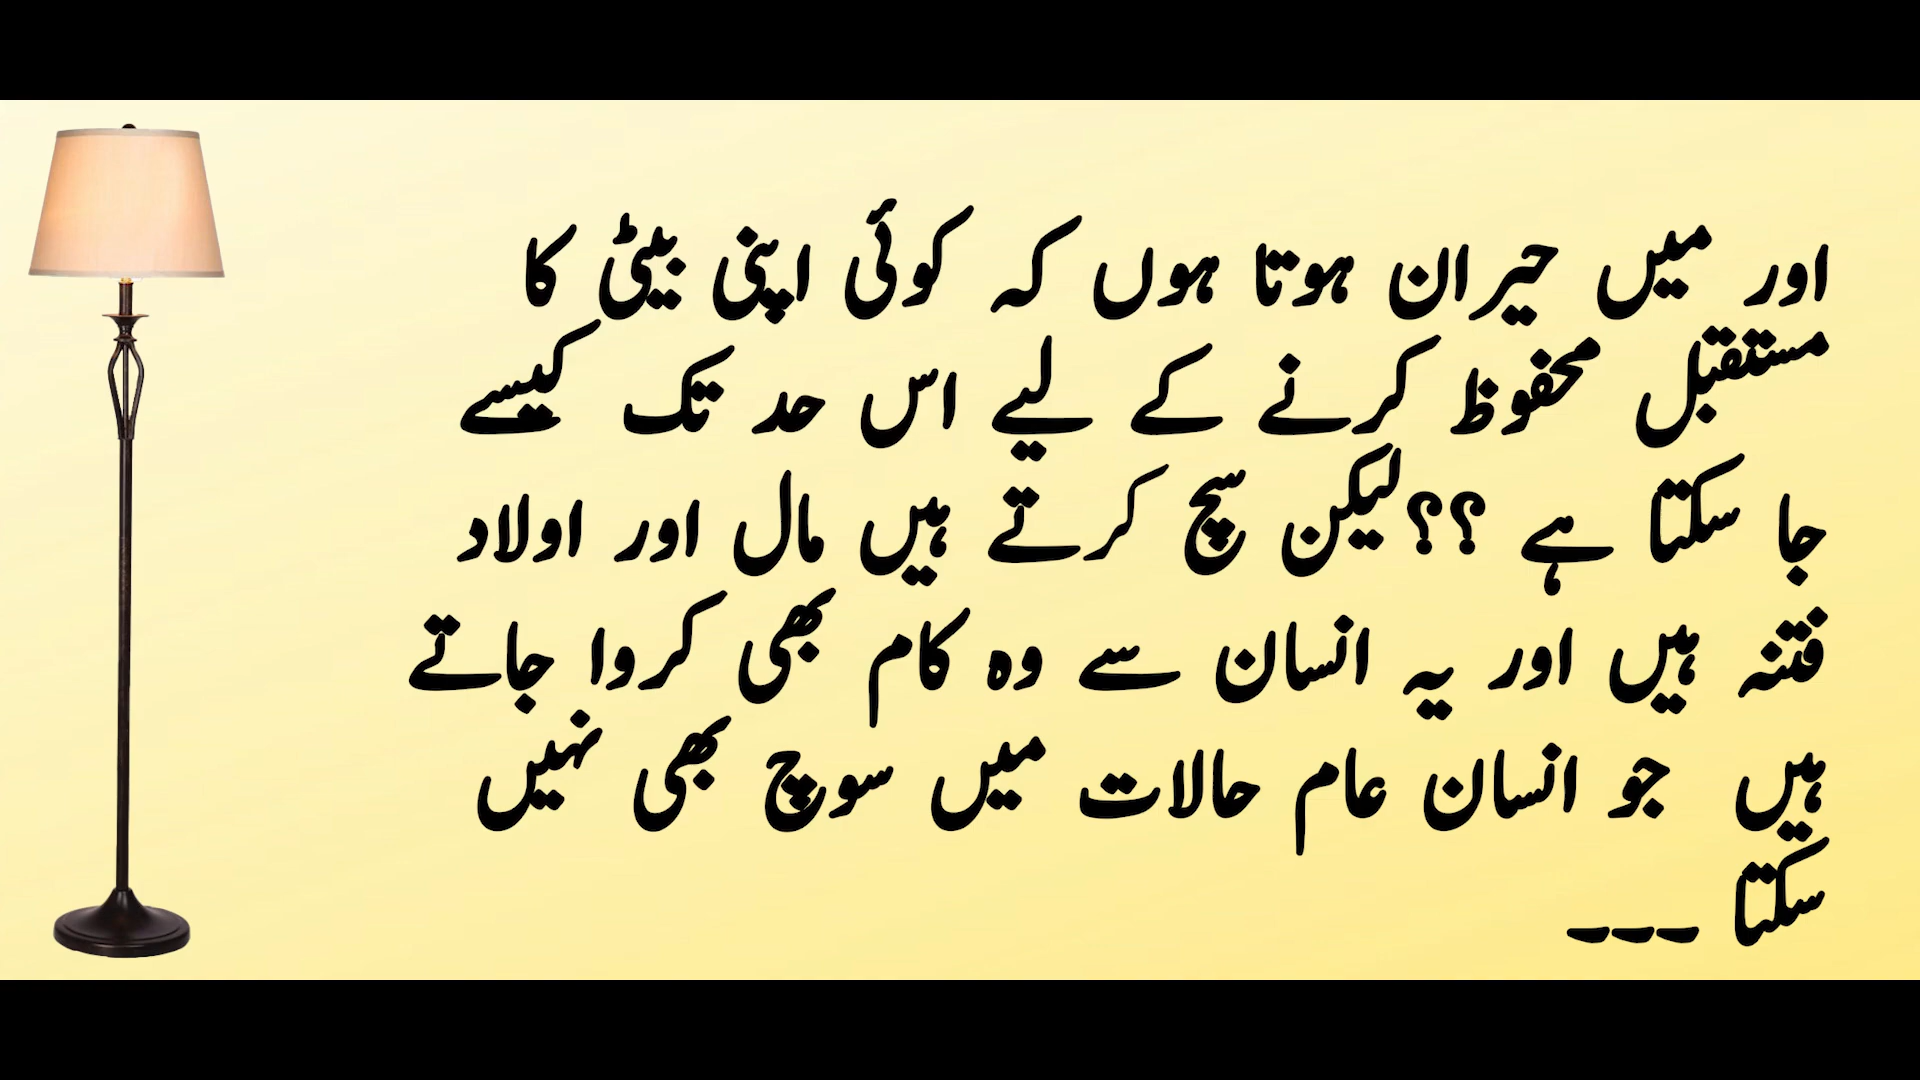 اور میں حیران ہوتا ہوں کہ کوئی اپنی بیٹی کا
مستقبل محفوظ کرنے کے لیے اس حد تک کیسے
جا سکتا ہے ؟؟لیکن سچ کرتے ہیں مال اور اولاد
فتنہ ہیں اور یہ انسان سے وہ کام بھی کروا جاتے
ہیں جو انسان عام حالات میں سوچ بھی نہیں
سکتا ۔۔۔